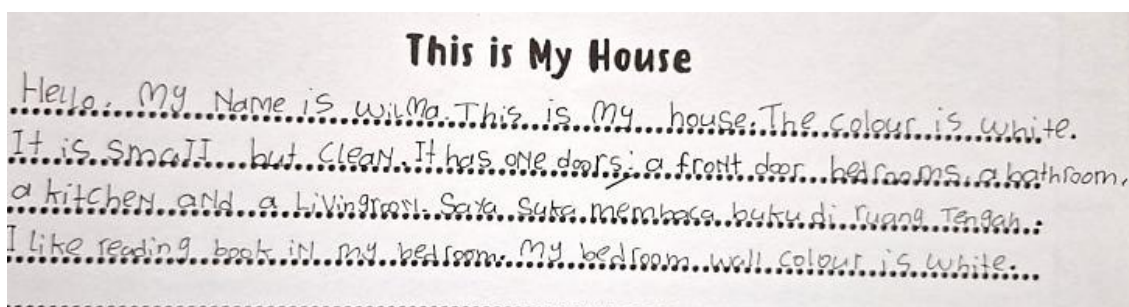 This is My House
Hello. My Name is Wilma. This is my house. The colour is white.
It is small but clean. It has one doors; a front door bedrooms, a bathroom,
a kitchen and a Livingroom. Saya Suka membaca buku di ruang Tengah.
I like reading book in my bedroom. My bedroom wall colour is white.